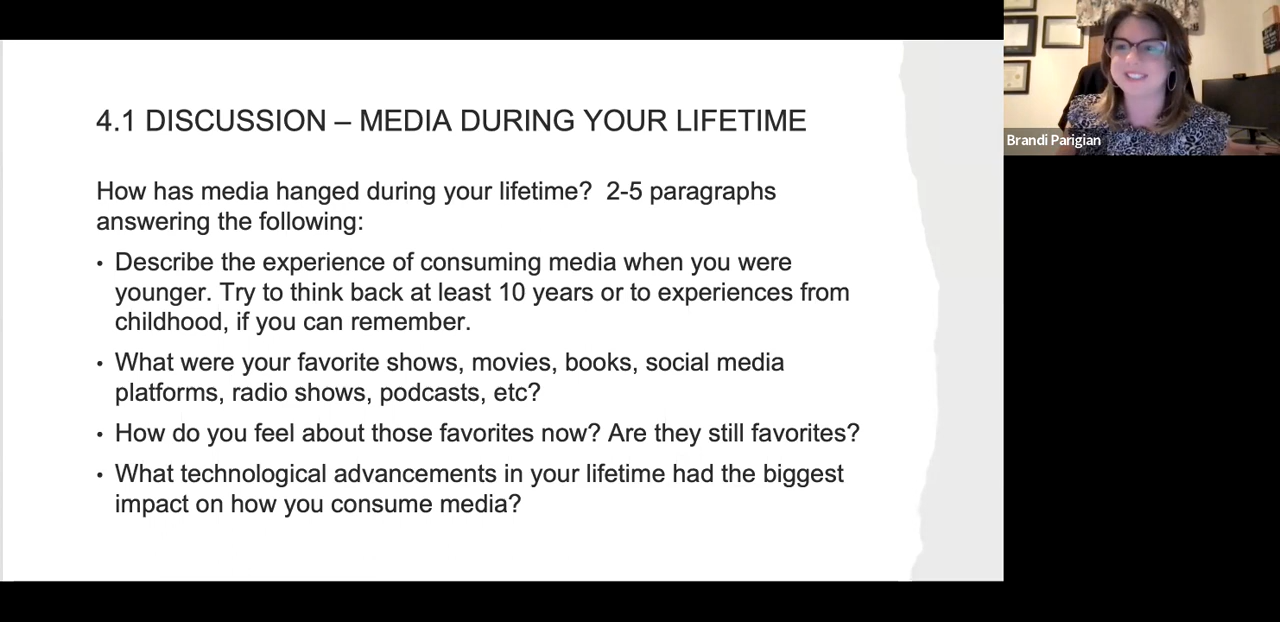 4.1 DISCUSSION – MEDIA DURING YOUR LIFETIME
How has media hanged during your lifetime?  2-5 paragraphs
answering the following:
• Describe the experience of consuming media when you were
younger. Try to think back at least 10 years or to experiences from
childhood, if you can remember.
• What were your favorite shows, movies, books, social media
platforms, radio shows, podcasts, etc?
• How do you feel about those favorites now? Are they still favorites?
• What technological advancements in your lifetime had the biggest
impact on how you consume media?
Brandi Parigian